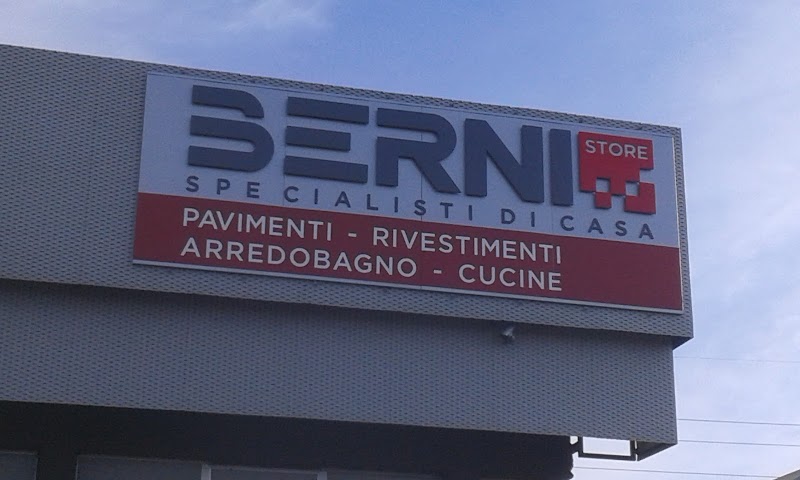 BERNI STORE
SPECIALISTI DI CASA
PAVIMENTI - RIVESTIMENTI
ARREDOBAGNO - CUCINE